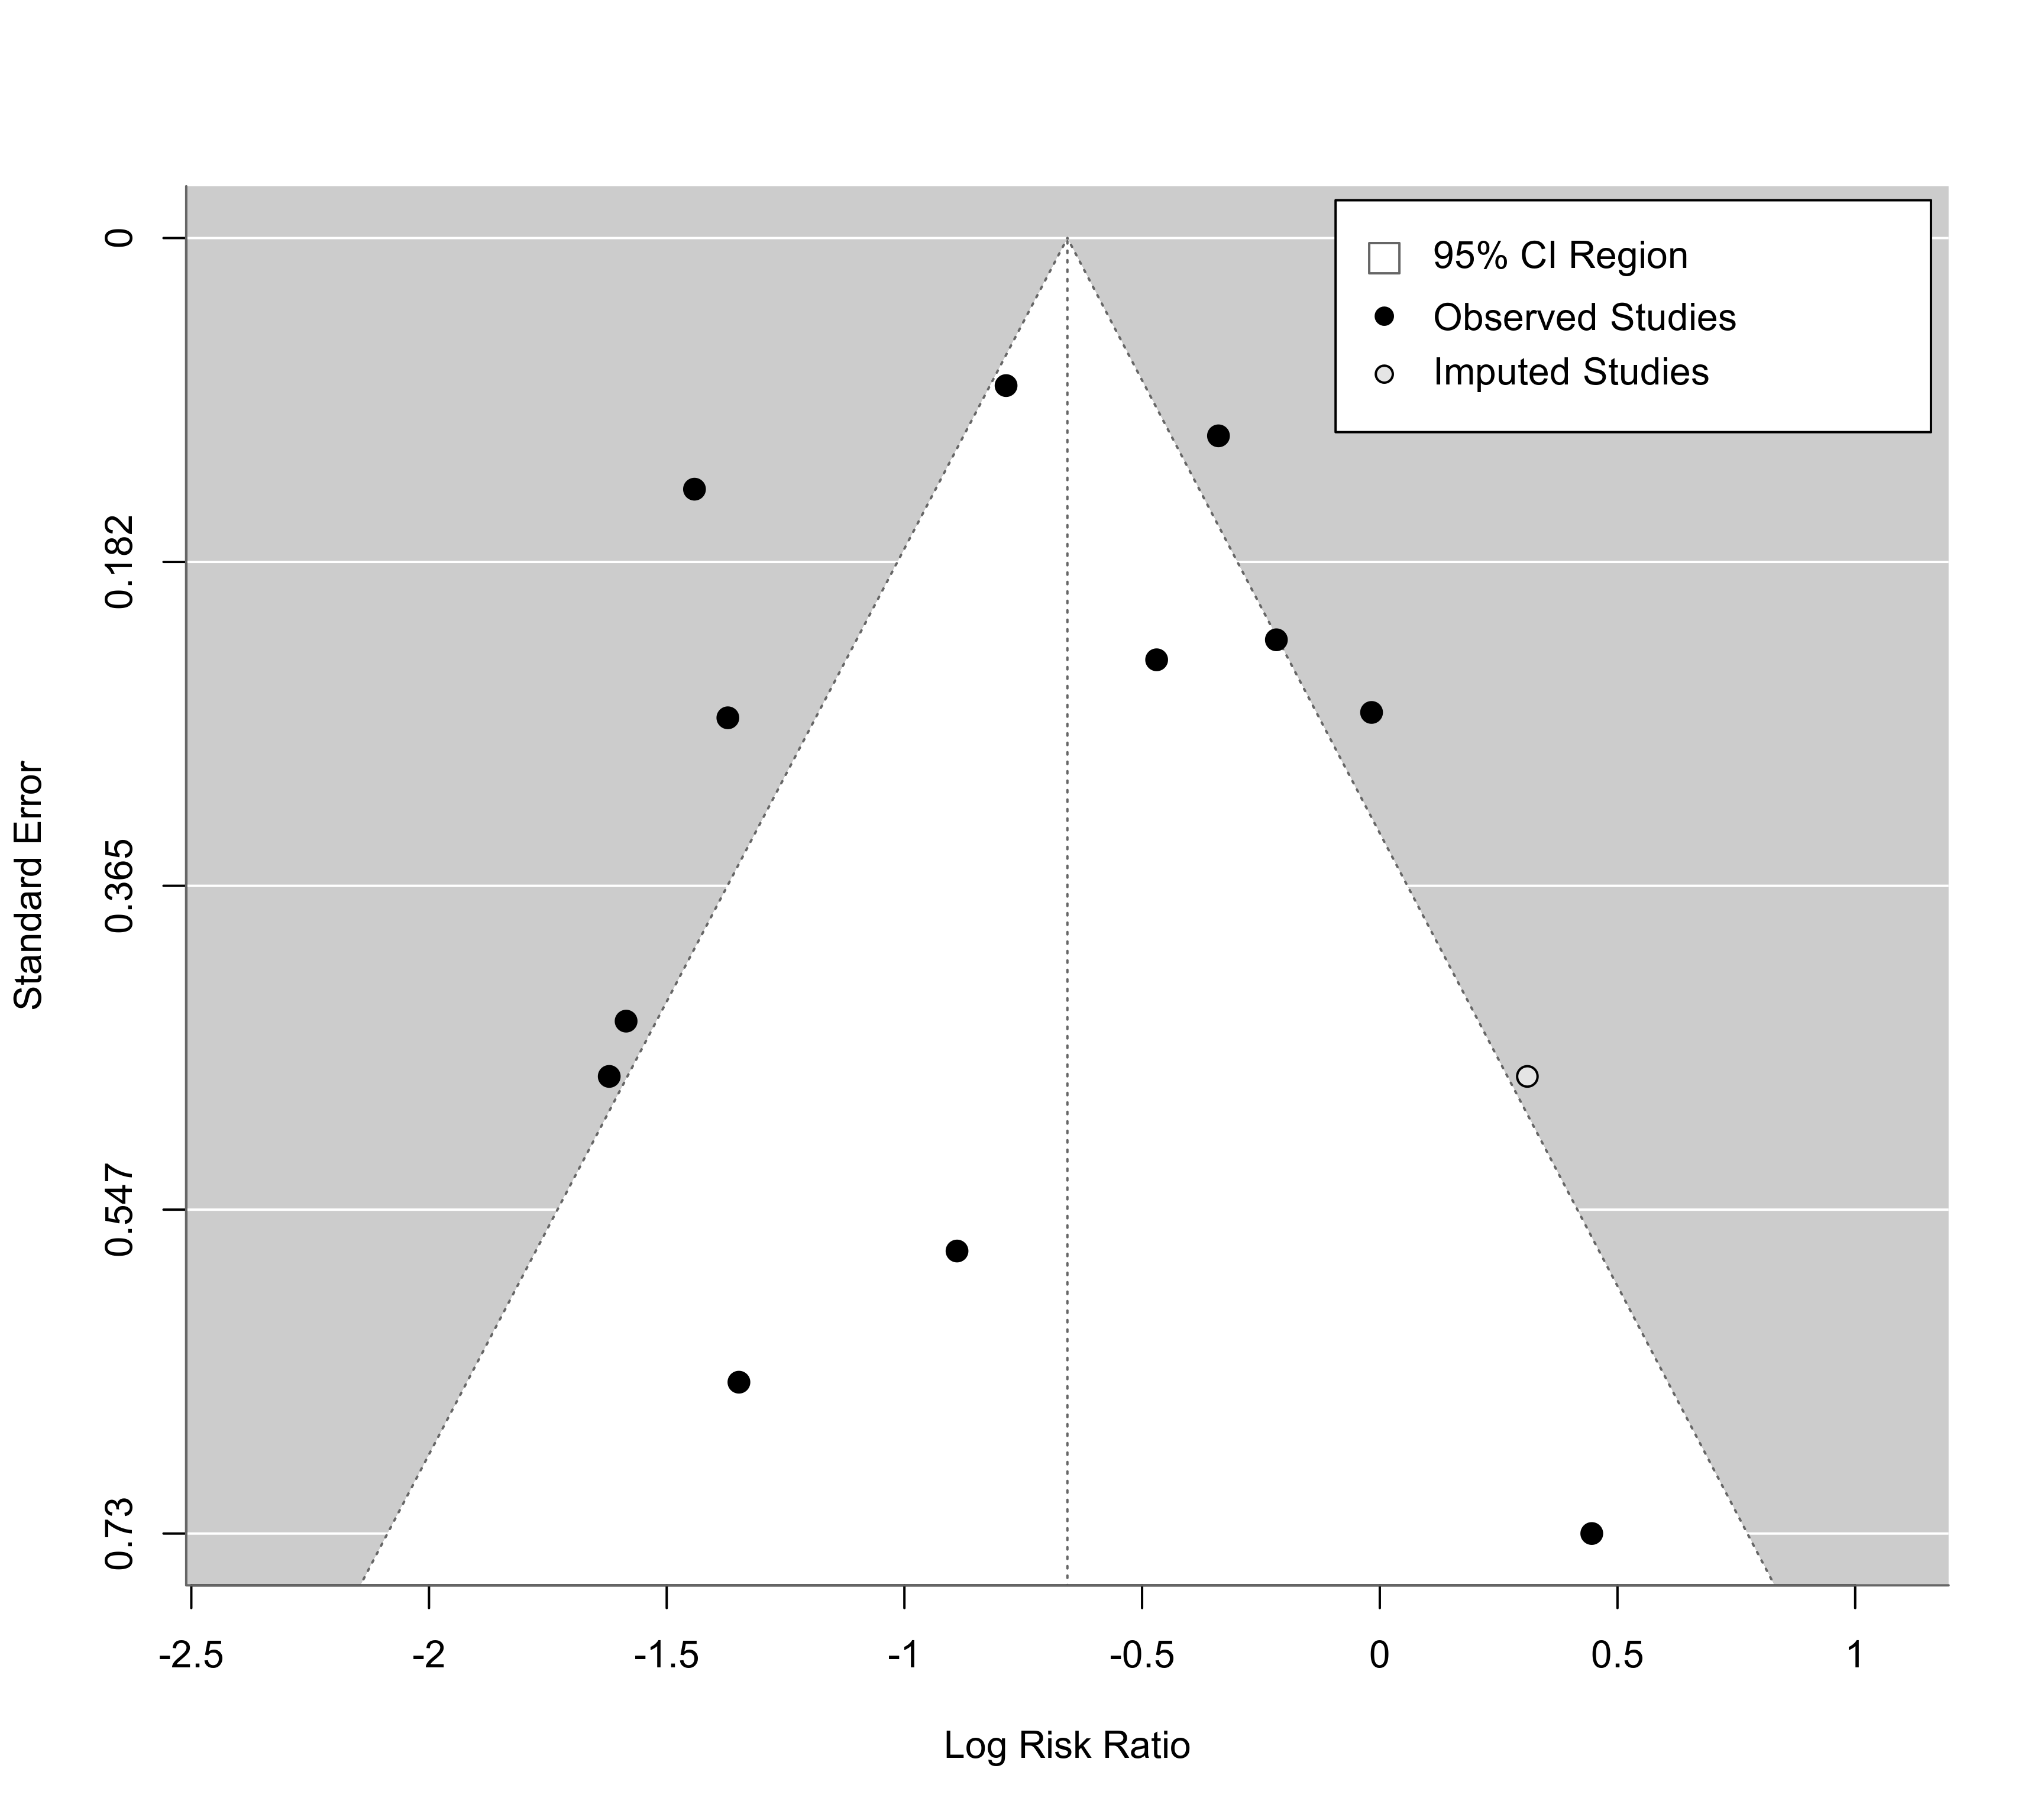 95% CI Region
Observed Studies
Imputed Studies
Standard Error
0
0.182
0.365
0.547
0.73
-2.5 -2 -1.5 -1 -0.5 0 0.5 1
Log Risk Ratio